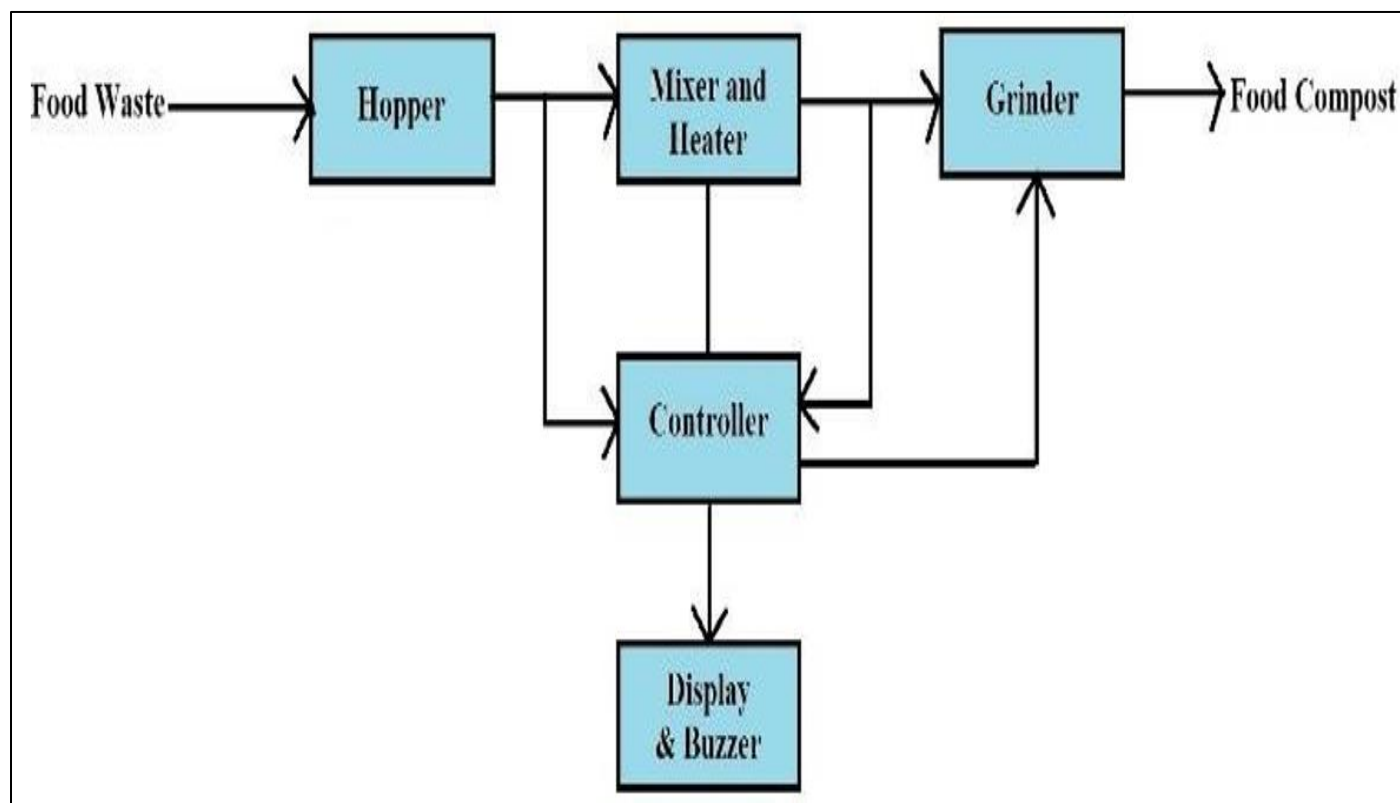 Food Waste
Hopper
Mixer and
Heater
Grinder
Food Compost
Controller
Display
& Buzzer